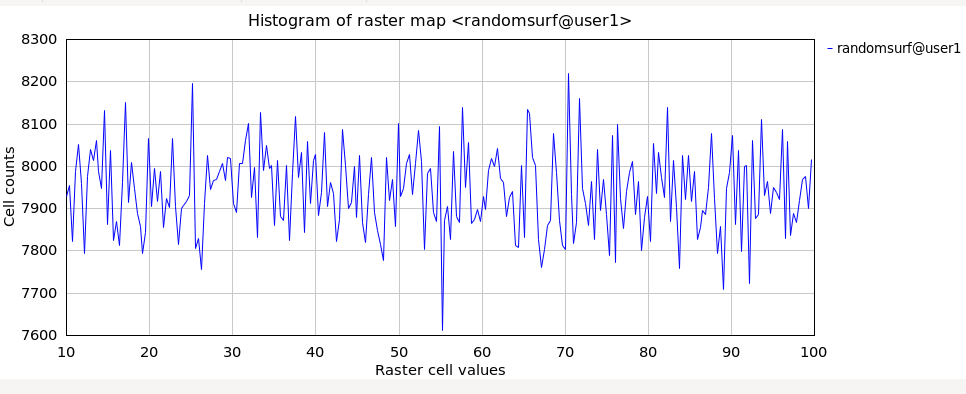 Histogram of raster map <randomsurf@user1>
randomsurf@user1
8300
8200
8100
8000
7900
7800
7700
7600
Cell counts
10 20 30 40 50 60 70 80 90 100
Raster cell values